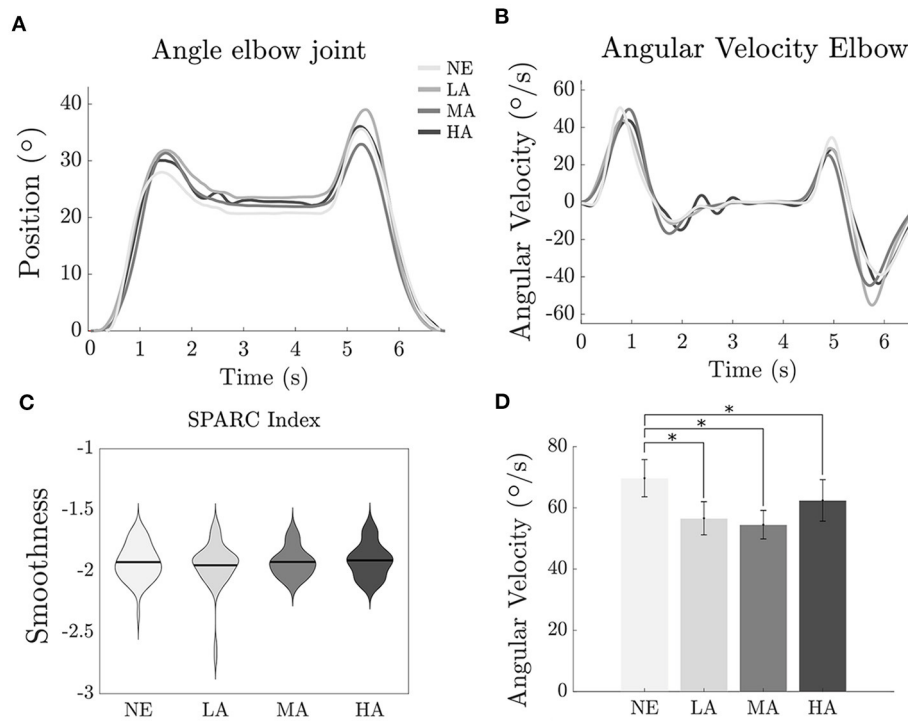 A
Angle elbow joint
NE
LA
MA
HA
Position (°)
40
30
20
10
0
0 1 2 3 4 5 6
Time (s)
B
Angular Velocity Elbow
Angular Velocity (°/s)
60
40
20
0
-20
-40
-60
0 1 2 3 4 5 6
Time (s)
C
SPARC Index
Smoothness
-1
-1.5
-2
-2.5
-3
NE LA MA HA
D
Angular Velocity (°/s)
80
60
40
20
0
*
*
*
NE LA MA HA